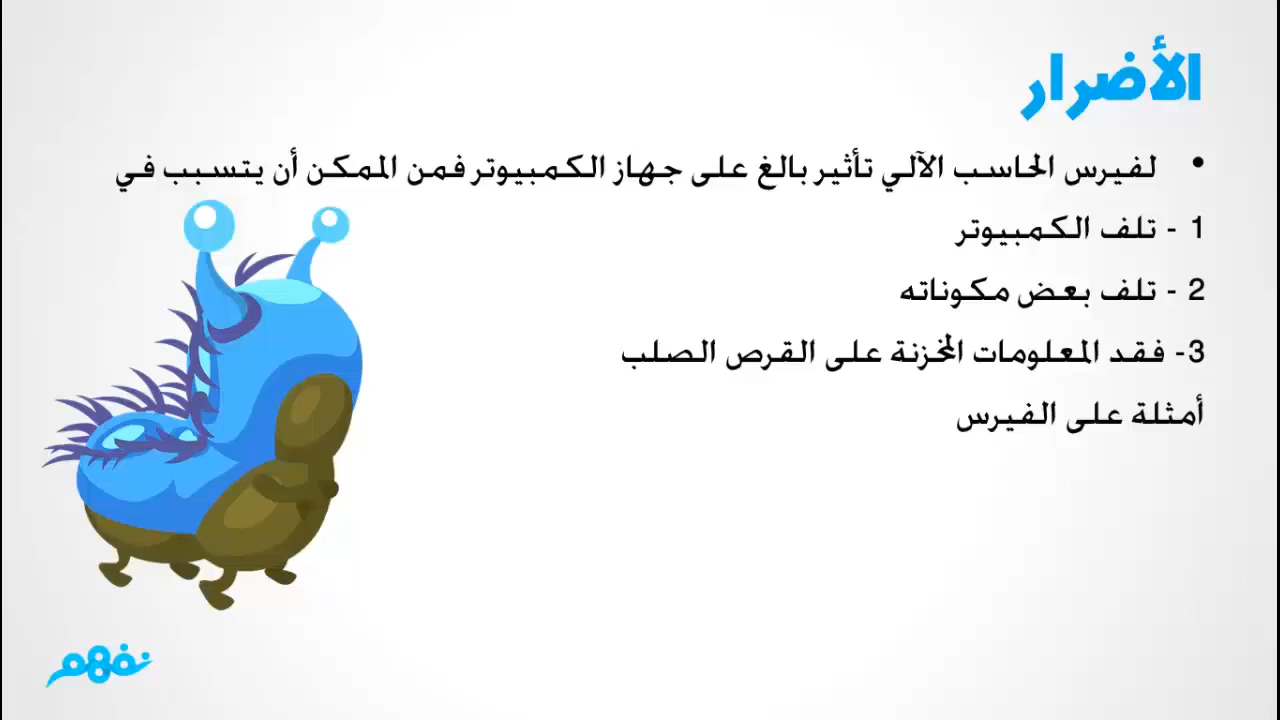 الأضرار
• لفيرس الحاسب الآلي تأثير بالغ على جهاز الكمبيوتر فمن الممكن أن يتسبب في
1 - تلف الكمبيوتر
2 - تلف بعض مكوناته
3- فقد المعلومات المخزنة على القرص الصلب
أمثلة على الفيرس
نفهم